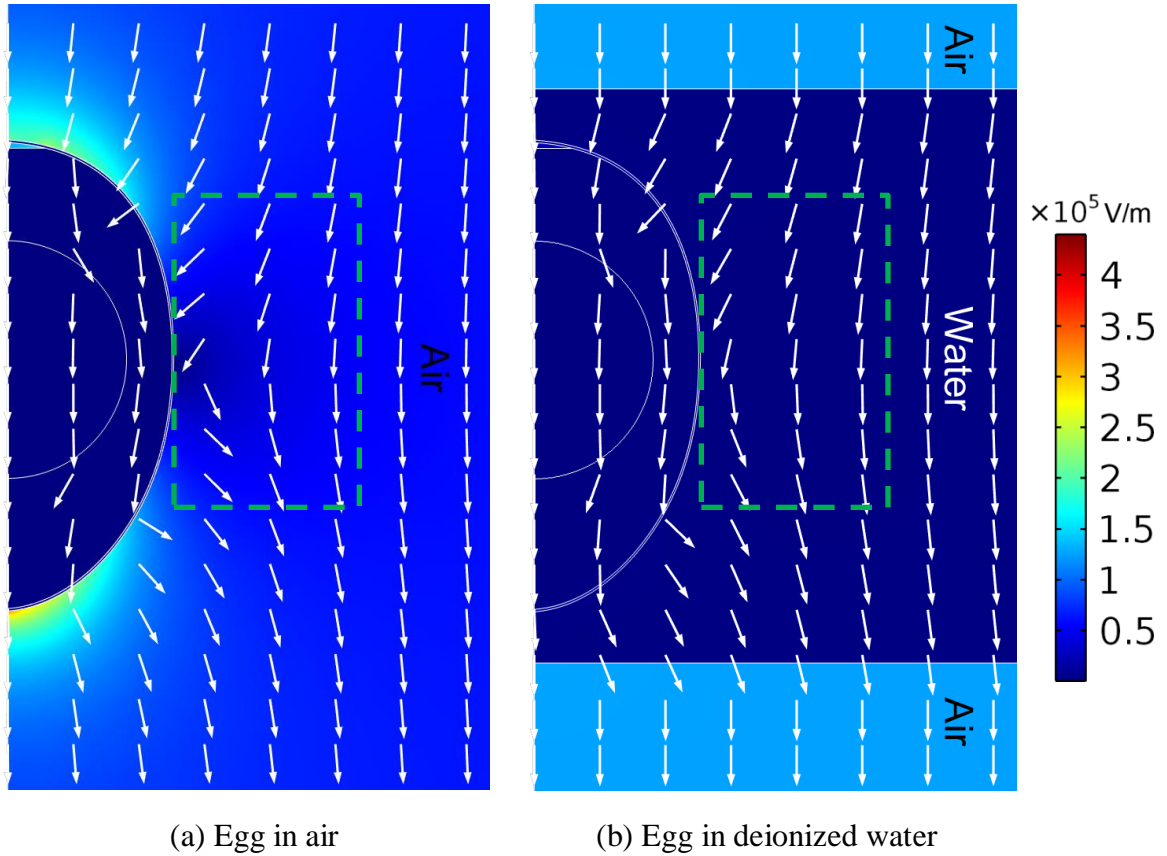 Air
Air
Water
Air
×10⁵ V/m
4
3.5
3
2.5
2
1.5
1
0.5
(a) Egg in air
(b) Egg in deionized water